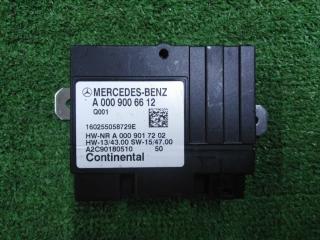 MERCEDES-BENZ
A 000 900 66 12
Q001
160255058729E
HW-NR A 000 901 72 02
HW-13/43.00 SW-15/47.00
A2C90180510 50
Continental